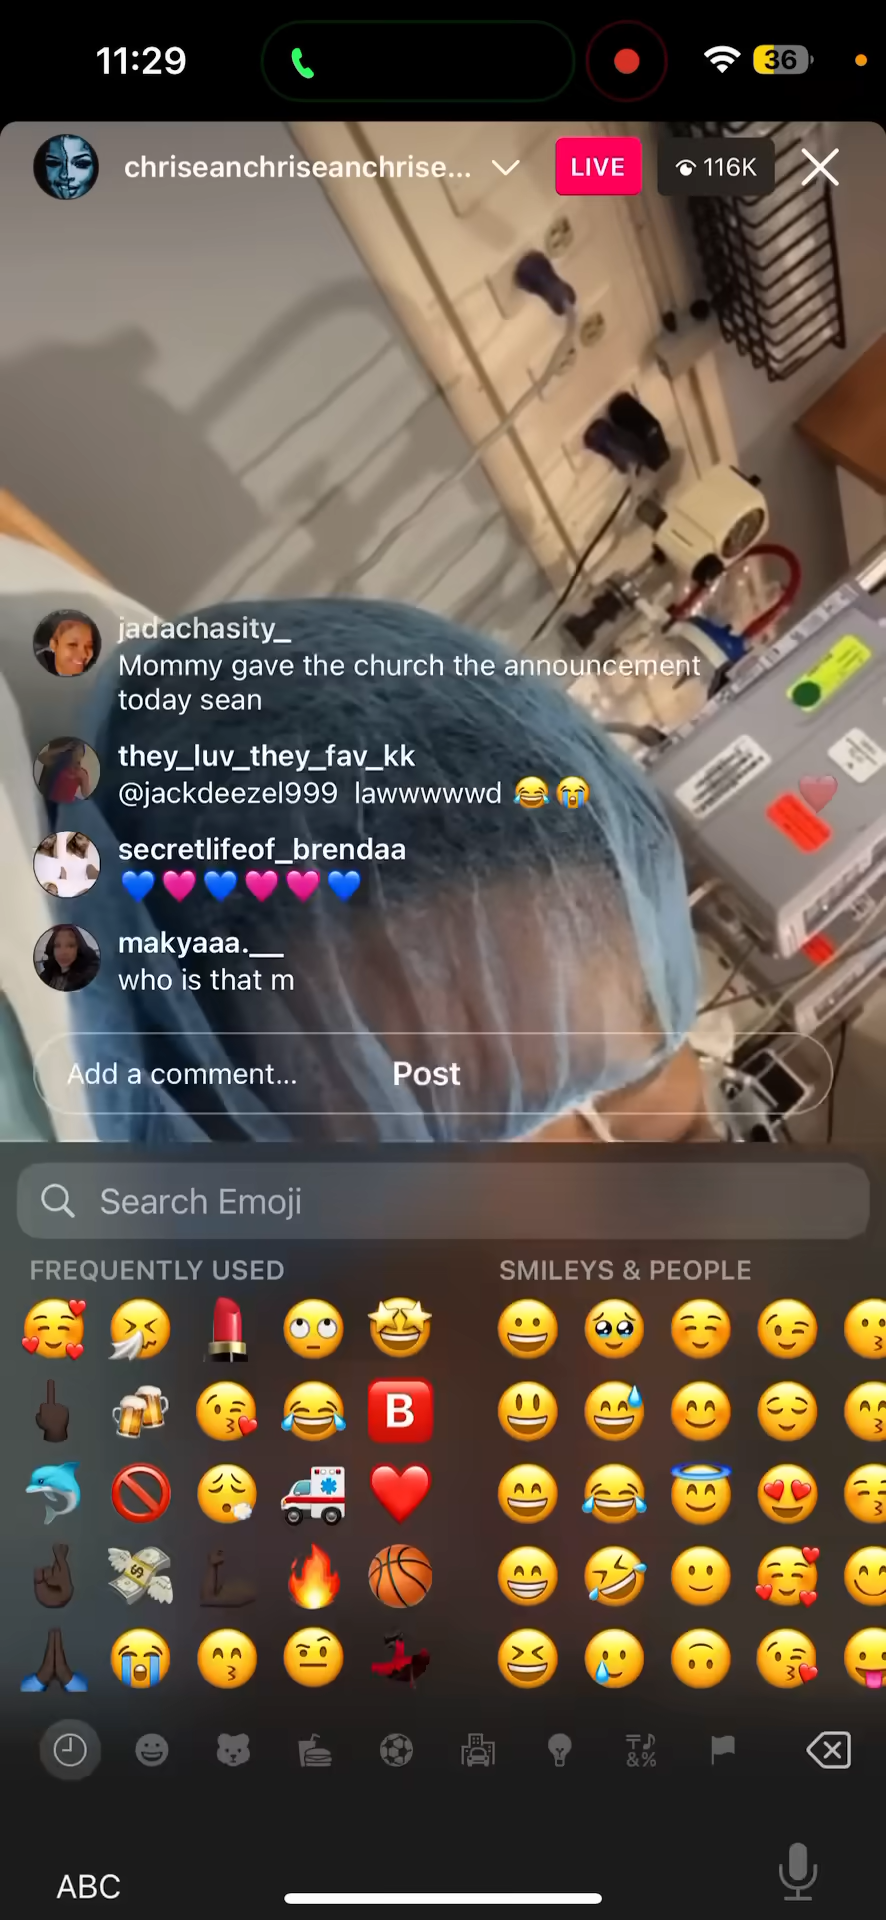 11:29
36
chriseanchriseanchrise...
LIVE
116K
jadachasity_
Mommy gave the church the announcement
today sean
they_luv_they_fav_kk
@jackdeezel999 lawwwwwd 😂😭
secretlifeof_brendaa
💙🩷💙🩷🩷💙
makyaaa.___
who is that m
Add a comment...
Post
Search Emoji
FREQUENTLY USED
SMILEYS & PEOPLE
ABC